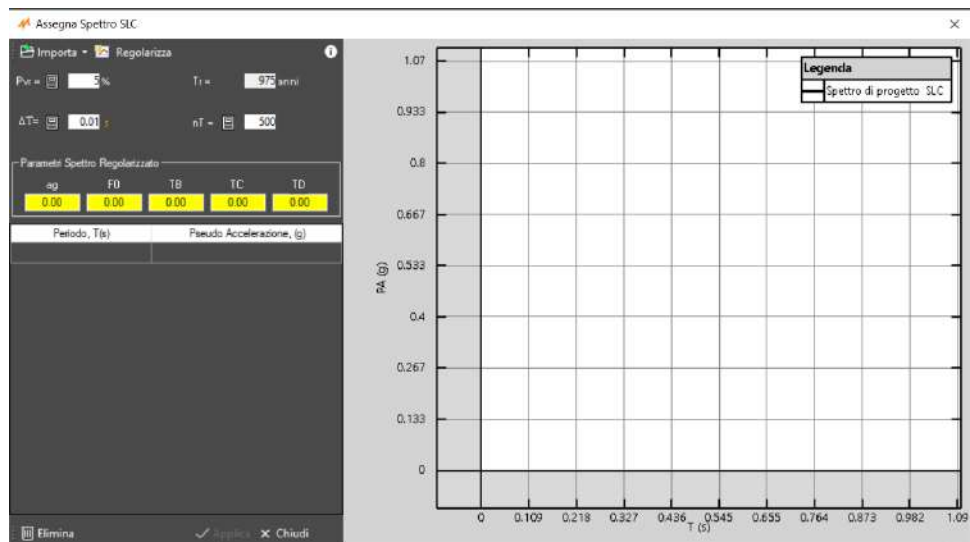 Assegna Spettro SLC
Importa Regolarizza
Pvr = 5 % Tr = 975 anni
ΔT= 0.01 s nT = 500
Parametri Spettro Regolarizzato
ag F0 TB TC TD
0.00 0.00 0.00 0.00 0.00
Periodo, T(s) Pseudo Accelerazione, (g)
Elimina Applica Chiudi
Legenda
Spettro di progetto SLC
1.07
0.933
0.8
0.667
0.533
0.4
0.267
0.133
0
PA (g)
0 0.109 0.218 0.327 0.436 0.545 0.655 0.764 0.873 0.982 1.09
T (s)